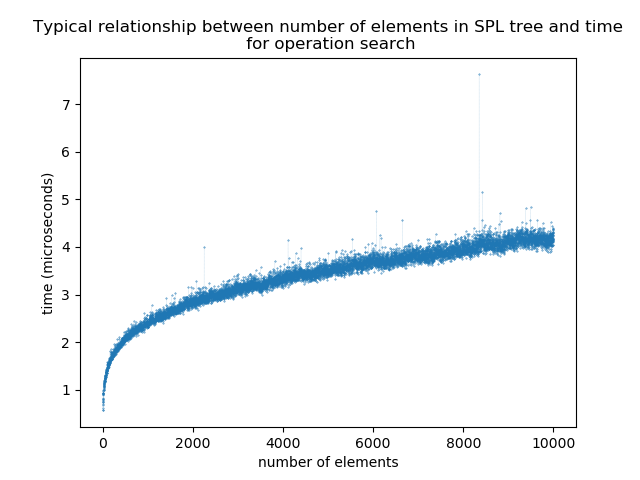 Typical relationship between number of elements in SPL tree and time
for operation search
time (microseconds)
7
6
5
4
3
2
1
0 2000 4000 6000 8000 10000
number of elements